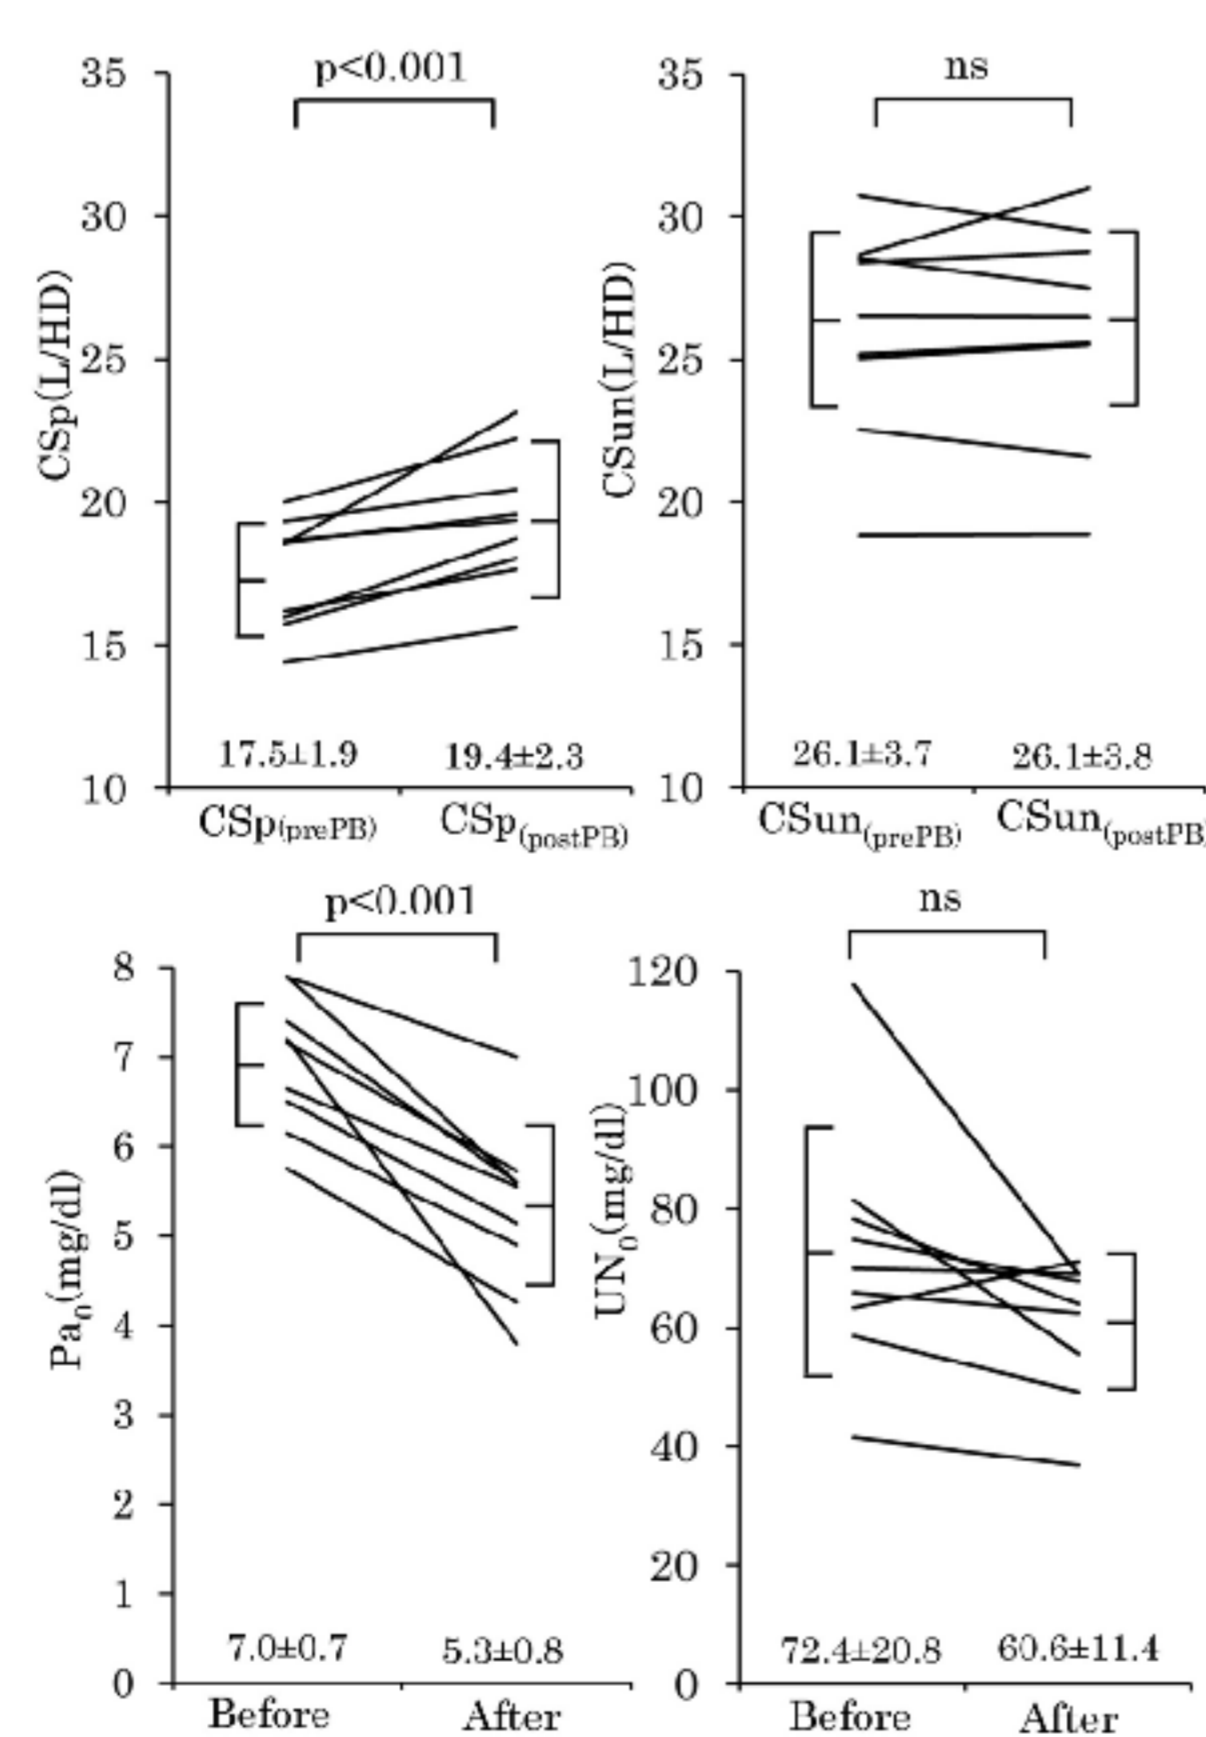 p<0.001
35
30
25
20
15
10
CSp(L/HD)
17.5±1.9 19.4±2.3
CSp(prePB) CSp(postPB)
ns
35
30
25
20
15
10
CSun(L/HD)
26.1±3.7 26.1±3.8
CSun(prePB) CSun(postPB)
p<0.001
8
7
6
5
4
3
2
1
0
Pa0(mg/dl)
7.0±0.7 5.3±0.8
Before After
ns
120
100
80
60
40
20
0
UN0(mg/dl)
72.4±20.8 60.6±11.4
Before After